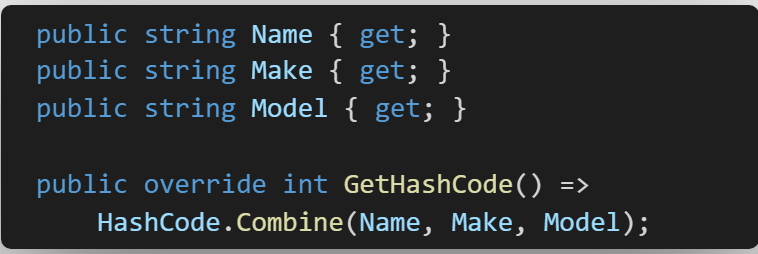 public string Name { get; }
public string Make { get; }
public string Model { get; }
public override int GetHashCode() =>
HashCode.Combine(Name, Make, Model);